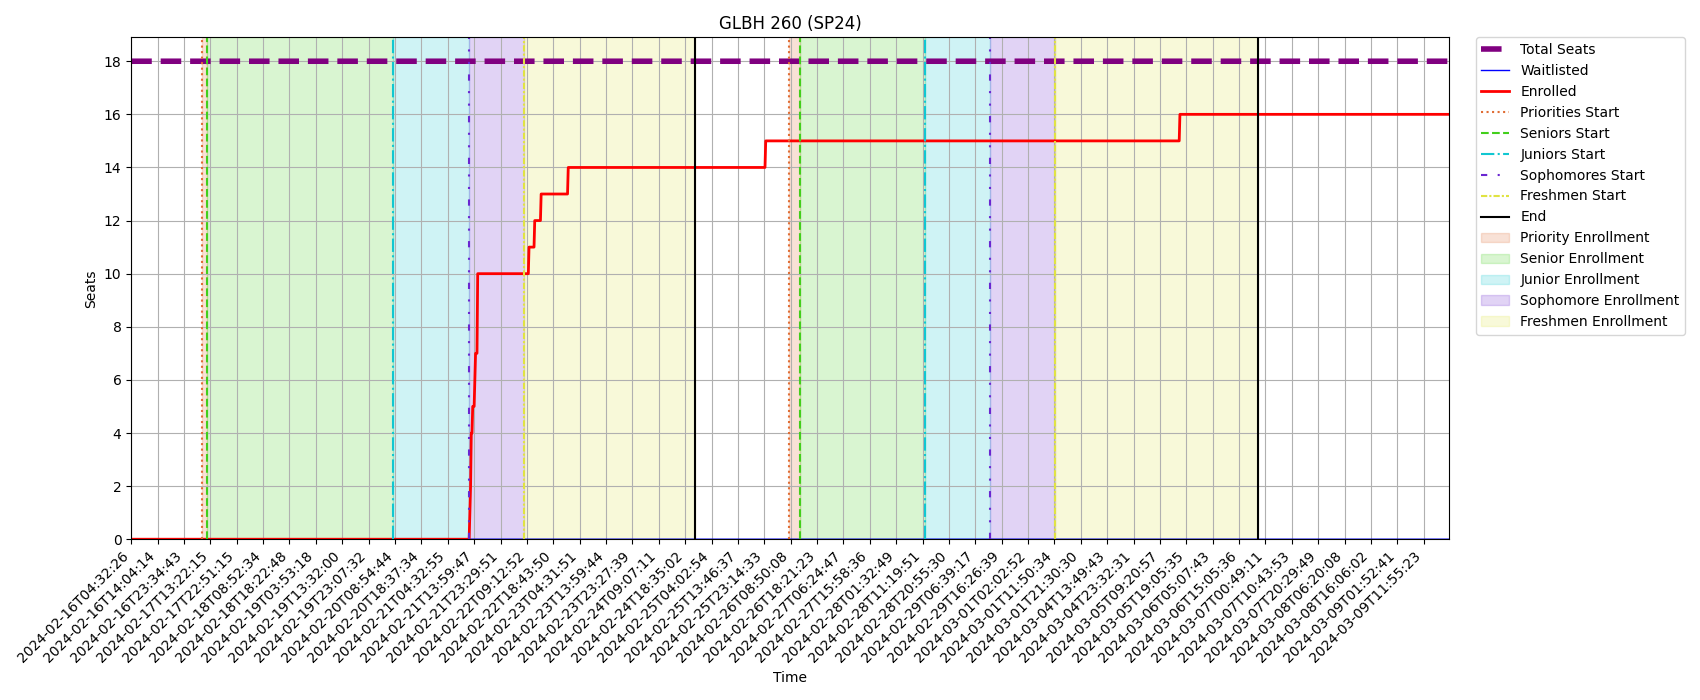 GLBH 260 (SP24)
Total Seats
Waitlisted
Enrolled
Priorities Start
Seniors Start
Juniors Start
Sophomores Start
Freshmen Start
End
Priority Enrollment
Senior Enrollment
Junior Enrollment
Sophomore Enrollment
Freshmen Enrollment
Seats
18
16
14
12
10
8
6
4
2
0
2024-02-16T04:32:26
2024-02-16T14:04:14
2024-02-16T23:34:43
2024-02-17T13:22:15
2024-02-17T22:51:15
2024-02-18T08:52:34
2024-02-18T18:22:48
2024-02-19T03:53:18
2024-02-19T13:32:00
2024-02-19T23:07:32
2024-02-20T08:54:44
2024-02-20T18:37:34
2024-02-21T04:32:55
2024-02-21T13:59:47
2024-02-21T23:29:51
2024-02-22T09:12:52
2024-02-22T18:43:50
2024-02-23T04:31:51
2024-02-23T13:59:44
2024-02-23T23:27:39
2024-02-24T09:07:11
2024-02-24T18:35:02
2024-02-25T04:02:54
2024-02-25T13:46:37
2024-02-25T23:14:33
2024-02-26T08:50:08
2024-02-26T18:21:23
2024-02-27T06:24:47
2024-02-27T15:58:36
2024-02-28T01:32:49
2024-02-28T11:19:51
2024-02-28T20:55:30
2024-02-29T06:39:17
2024-02-29T16:26:39
2024-03-01T02:02:52
2024-03-01T11:50:34
2024-03-01T21:30:30
2024-03-04T13:49:43
2024-03-04T23:32:31
2024-03-05T09:20:57
2024-03-05T19:05:35
2024-03-06T05:07:43
2024-03-06T15:05:36
2024-03-07T00:49:11
2024-03-07T10:43:53
2024-03-07T20:29:49
2024-03-08T06:20:08
2024-03-08T16:06:02
2024-03-09T01:52:41
2024-03-09T11:55:23
Time